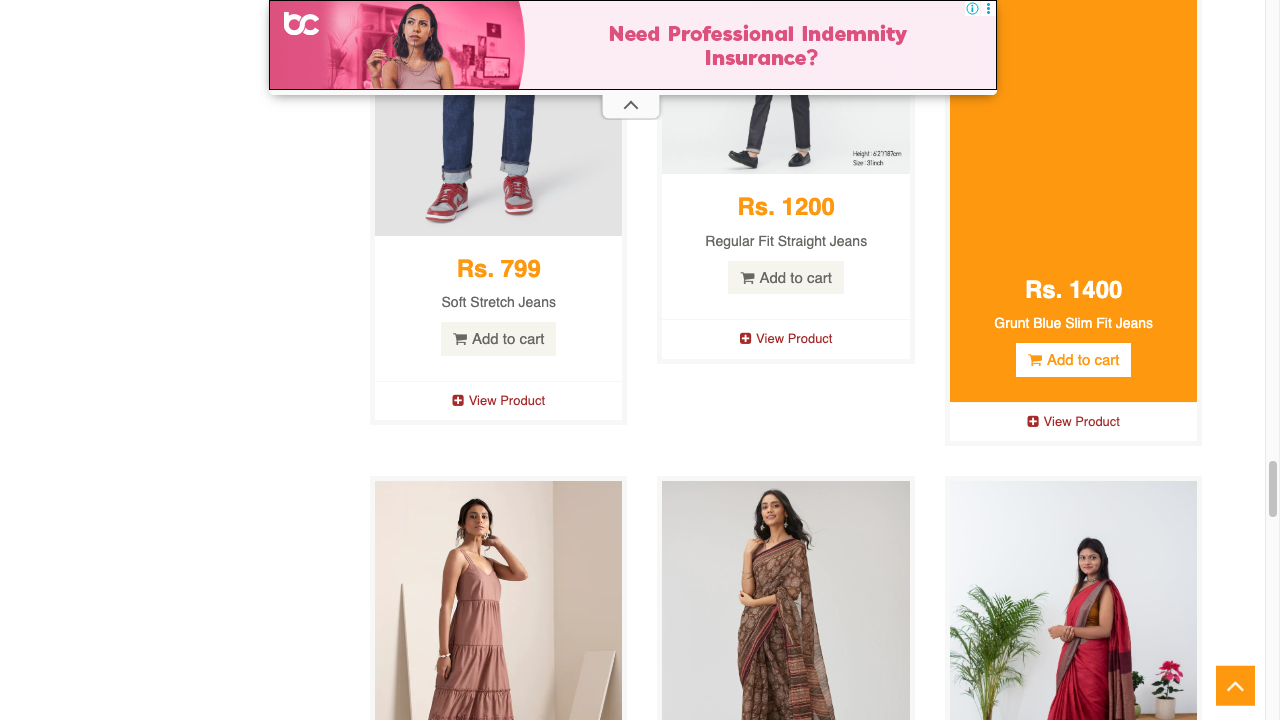 bc
Need Professional Indemnity
Insurance?
Height : 6'2"/187cm
Size : 31inch
Rs. 799
Soft Stretch Jeans
Add to cart
View Product
Rs. 1200
Regular Fit Straight Jeans
Add to cart
View Product
Rs. 1400
Grunt Blue Slim Fit Jeans
Add to cart
View Product